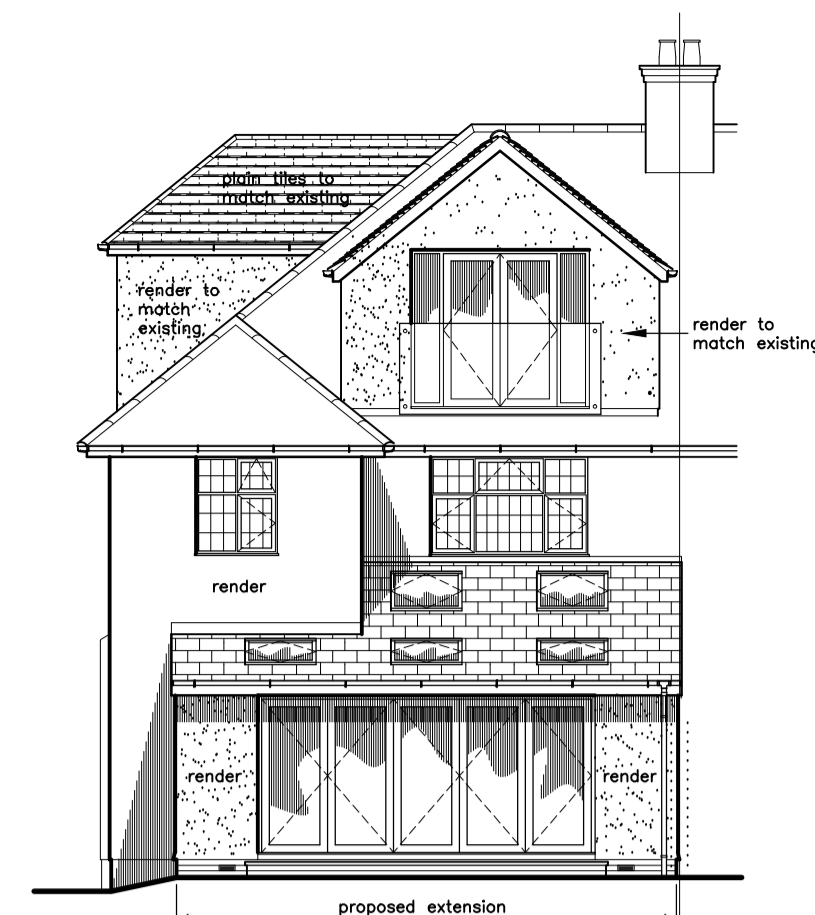 plain tiles to
match existing
render to
match
existing
render to
match existing
render
render
render
proposed extension